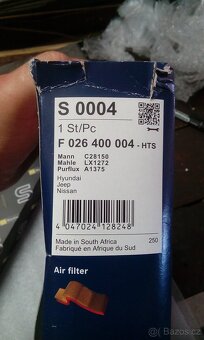 S 0004
1 St/Pc
F 026 400 004 - HTS
Mann C28150
Mahle LX1272
Purflux A1375
Hyundai
Jeep
Nissan
Made in South Africa 250
Fabriqué en Afrique du Sud
4 047024 128248
Air filter
Bazos.cz